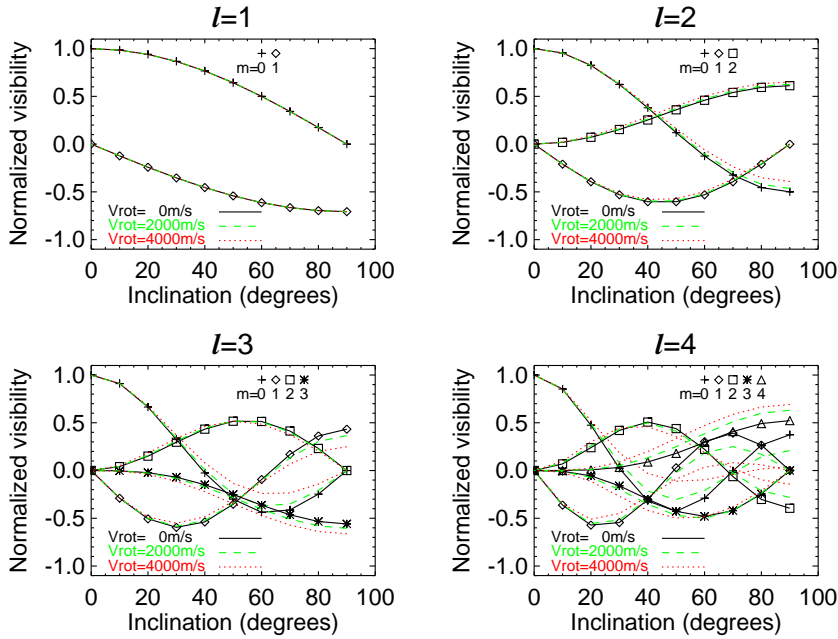 l=1
Normalized visibility
1.0
0.5
0.0
-0.5
-1.0
m=0 1
Vrot= 0m/s
Vrot=2000m/s
Vrot=4000m/s
0 20 40 60 80 100
Inclination (degrees)
l=2
Normalized visibility
1.0
0.5
0.0
-0.5
-1.0
m=0 1 2
Vrot= 0m/s
Vrot=2000m/s
Vrot=4000m/s
0 20 40 60 80 100
Inclination (degrees)
l=3
Normalized visibility
1.0
0.5
0.0
-0.5
-1.0
m=0 1 2 3
Vrot= 0m/s
Vrot=2000m/s
Vrot=4000m/s
0 20 40 60 80 100
Inclination (degrees)
l=4
Normalized visibility
1.0
0.5
0.0
-0.5
-1.0
m=0 1 2 3 4
Vrot= 0m/s
Vrot=2000m/s
Vrot=4000m/s
0 20 40 60 80 100
Inclination (degrees)